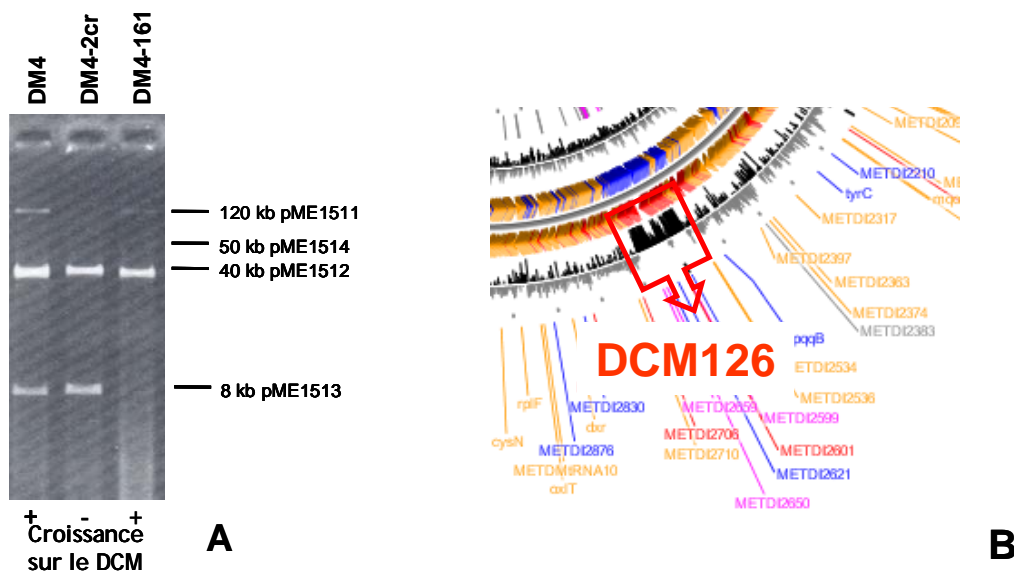 DM4
DM4-2cr
DM4-161
120 kb pME1511
50 kb pME1514
40 kb pME1512
8 kb pME1513
+ - +
Croissance
sur le DCM
A
METDI2210
tyrC
METDI2317
METDI2397
METDI2363
METDI2374
METDI2383
pqqB
DCM126
ETDI2534
METDI2536
rplF
METDI2830
dxr
METDI2659
METDI2599
cysN
METDI2876
METDI2706
METDI2601
METDMtRNA10
METDI2710
METDI2621
oxlT
METDI2650
B